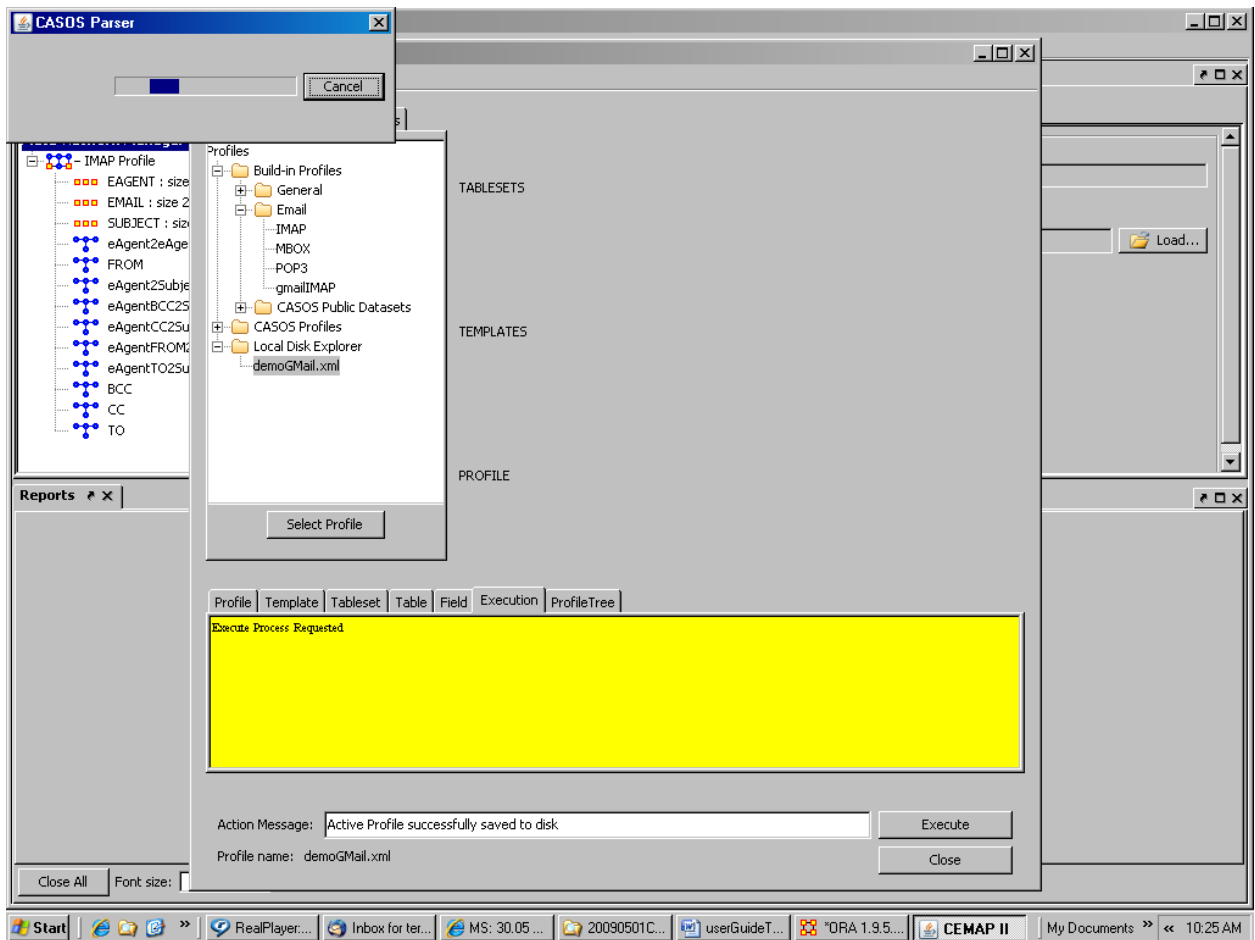 CASOS Parser
Cancel
s
Profiles
Build-in Profiles
General
Email
IMAP
MBOX
POP3
gmailIMAP
CASOS Public Datasets
CASOS Profiles
Local Disk Explorer
demoGMail.xml
Select Profile
IMAP Profile
EAGENT : size
EMAIL : size 2
SUBJECT : size
eAgent2eAge
FROM
eAgent2Subje
eAgentBCC2S
eAgentCC2Su
eAgentFROM2
eAgentTO2Su
BCC
CC
TO
TABLESETS
TEMPLATES
PROFILE
Load...
Reports
Profile Template Tableset Table Field Execution ProfileTree
Execute Process Requested
Action Message: Active Profile successfully saved to disk
Execute
Profile name: demoGMail.xml
Close
Close All Font size:
Start » RealPlayer:... Inbox for ter... MS: 30.05 ... 20090501C... userGuideT... *ORA 1.9.5.... CEMAP II My Documents » « 10:25 AM